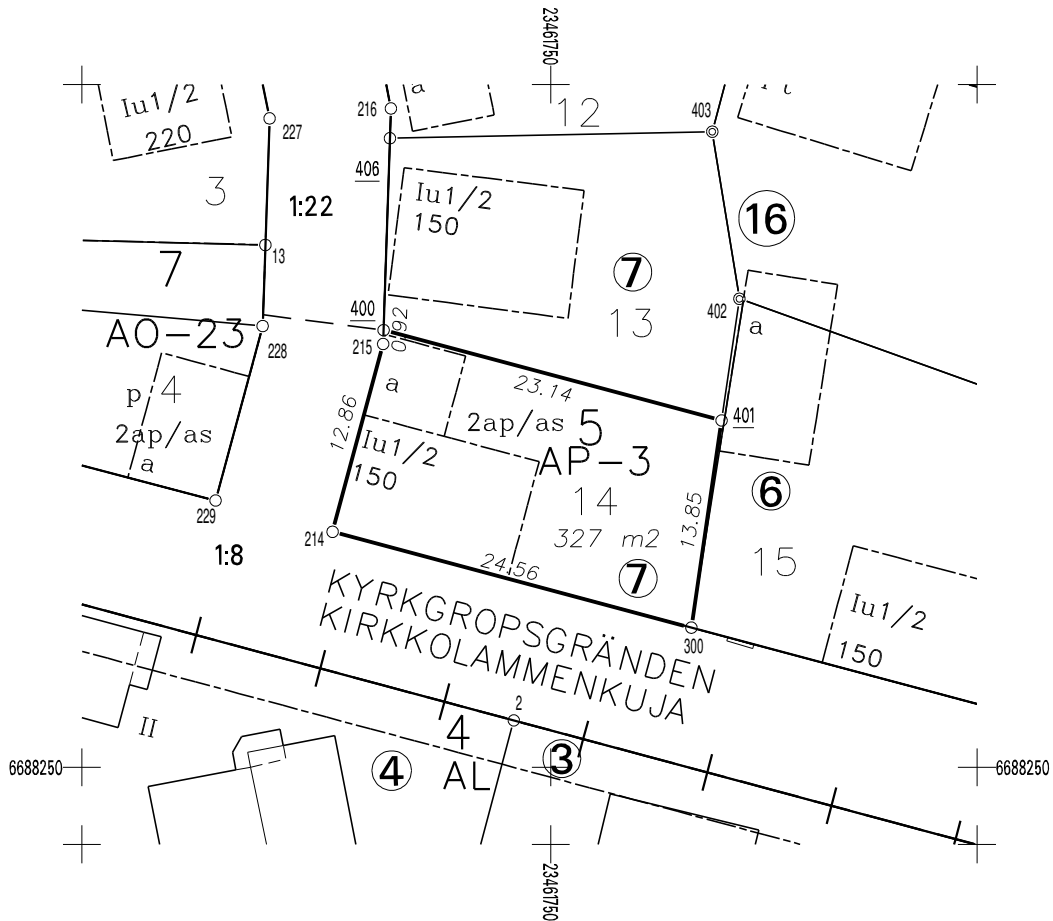 23461750
Iu1/2
220
a
216
12
403
227
406
3
1:22
Iu1/2
150
16
13
7
7
402
400
13
a
0.92
AO-23
215
228
a
23.14
p 4
2ap/as
a
12.86
2ap/as
5
401
Iu1/2
150
AP-3
14
6
229
327 m2
13.85
214
1:8
24.56
7
15
KYRKGROPSGRÄNDEN
KIRKKOLAMMENKUJA
300
Iu1/2
150
2
II
4
3
4
AL
6688250
6688250
23461750